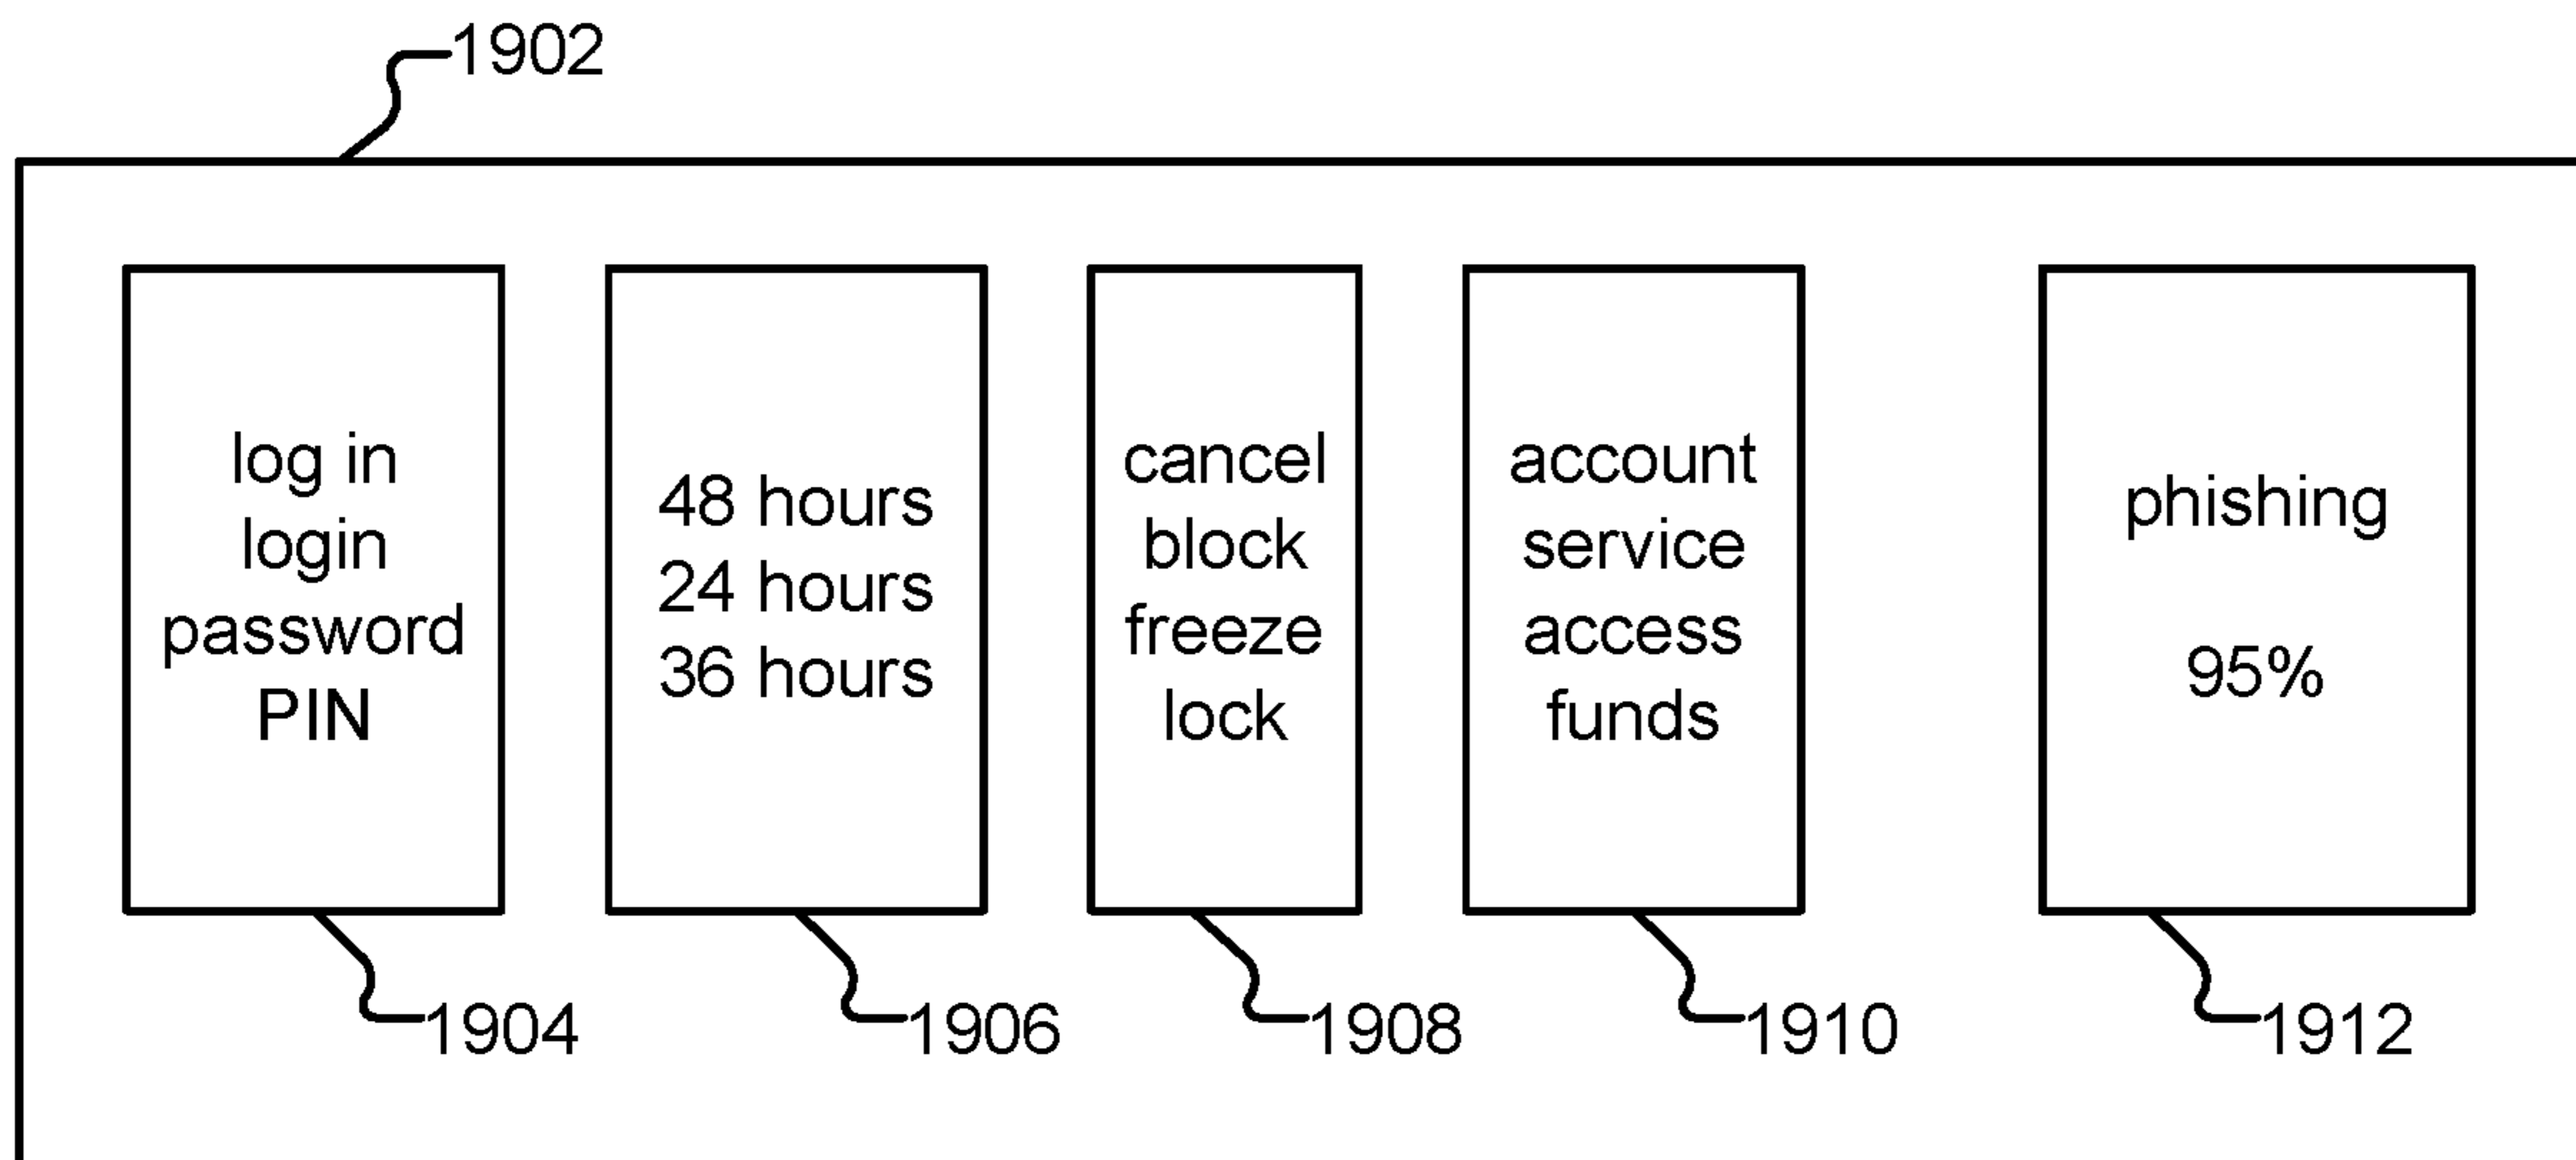 1902
log in
login
password
PIN
48 hours
24 hours
36 hours
cancel
block
freeze
lock
account
service
access
funds
phishing
95%
1904
1906
1908
1910
1912